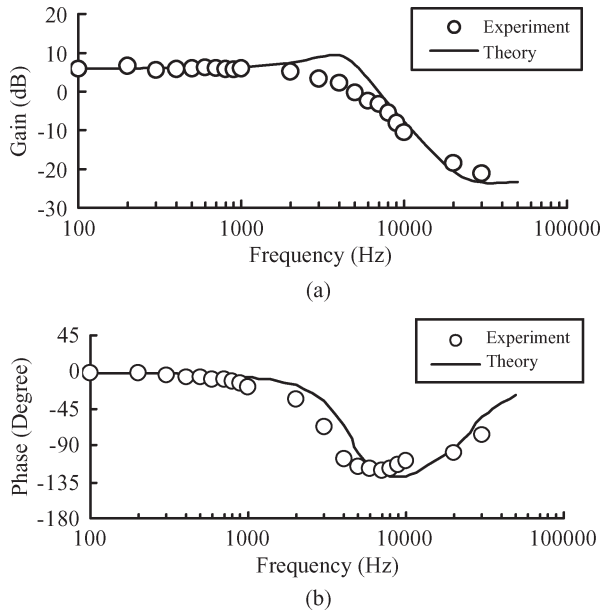 Gain (dB)
20
10
0
-10
-20
-30
100
1000
10000
100000
Frequency (Hz)
Experiment
Theory
(a)
Phase (Degree)
45
0
-45
-90
-135
-180
100
1000
10000
100000
Frequency (Hz)
Experiment
Theory
(b)